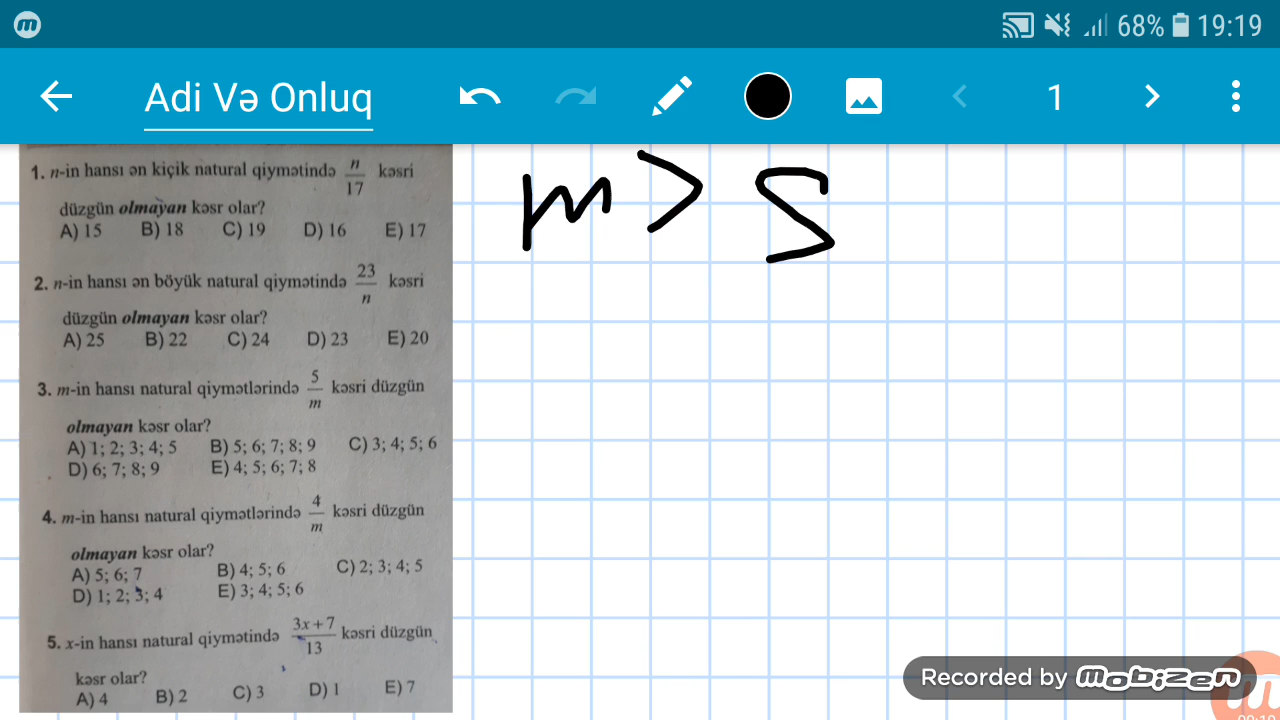 68% 19:19
Adi Və Onluq
1
1. n-in hansı ən kiçik natural qiymətində n/17 kəsri
düzgün olmayan kəsr olar?
A) 15 B) 18 C) 19 D) 16 E) 17
2. n-in hansı ən böyük natural qiymətində 23/n kəsri
düzgün olmayan kəsr olar?
A) 25 B) 22 C) 24 D) 23 E) 20
3. m-in hansı natural qiymətlərində 5/m kəsri düzgün
olmayan kəsr olar?
A) 1; 2; 3; 4; 5 B) 5; 6; 7; 8; 9 C) 3; 4; 5; 6
D) 6; 7; 8; 9 E) 4; 5; 6; 7; 8
4. m-in hansı natural qiymətlərində 4/m kəsri düzgün
olmayan kəsr olar?
A) 5; 6; 7 B) 4; 5; 6 C) 2; 3; 4; 5
D) 1; 2; 3; 4 E) 3; 4; 5; 6
5. x-in hansı natural qiymətində 3x+7/13 kəsri düzgün
kəsr olar?
A) 4 B) 2 C) 3 D) 1 E) 7
m > 5
Recorded by mobizen